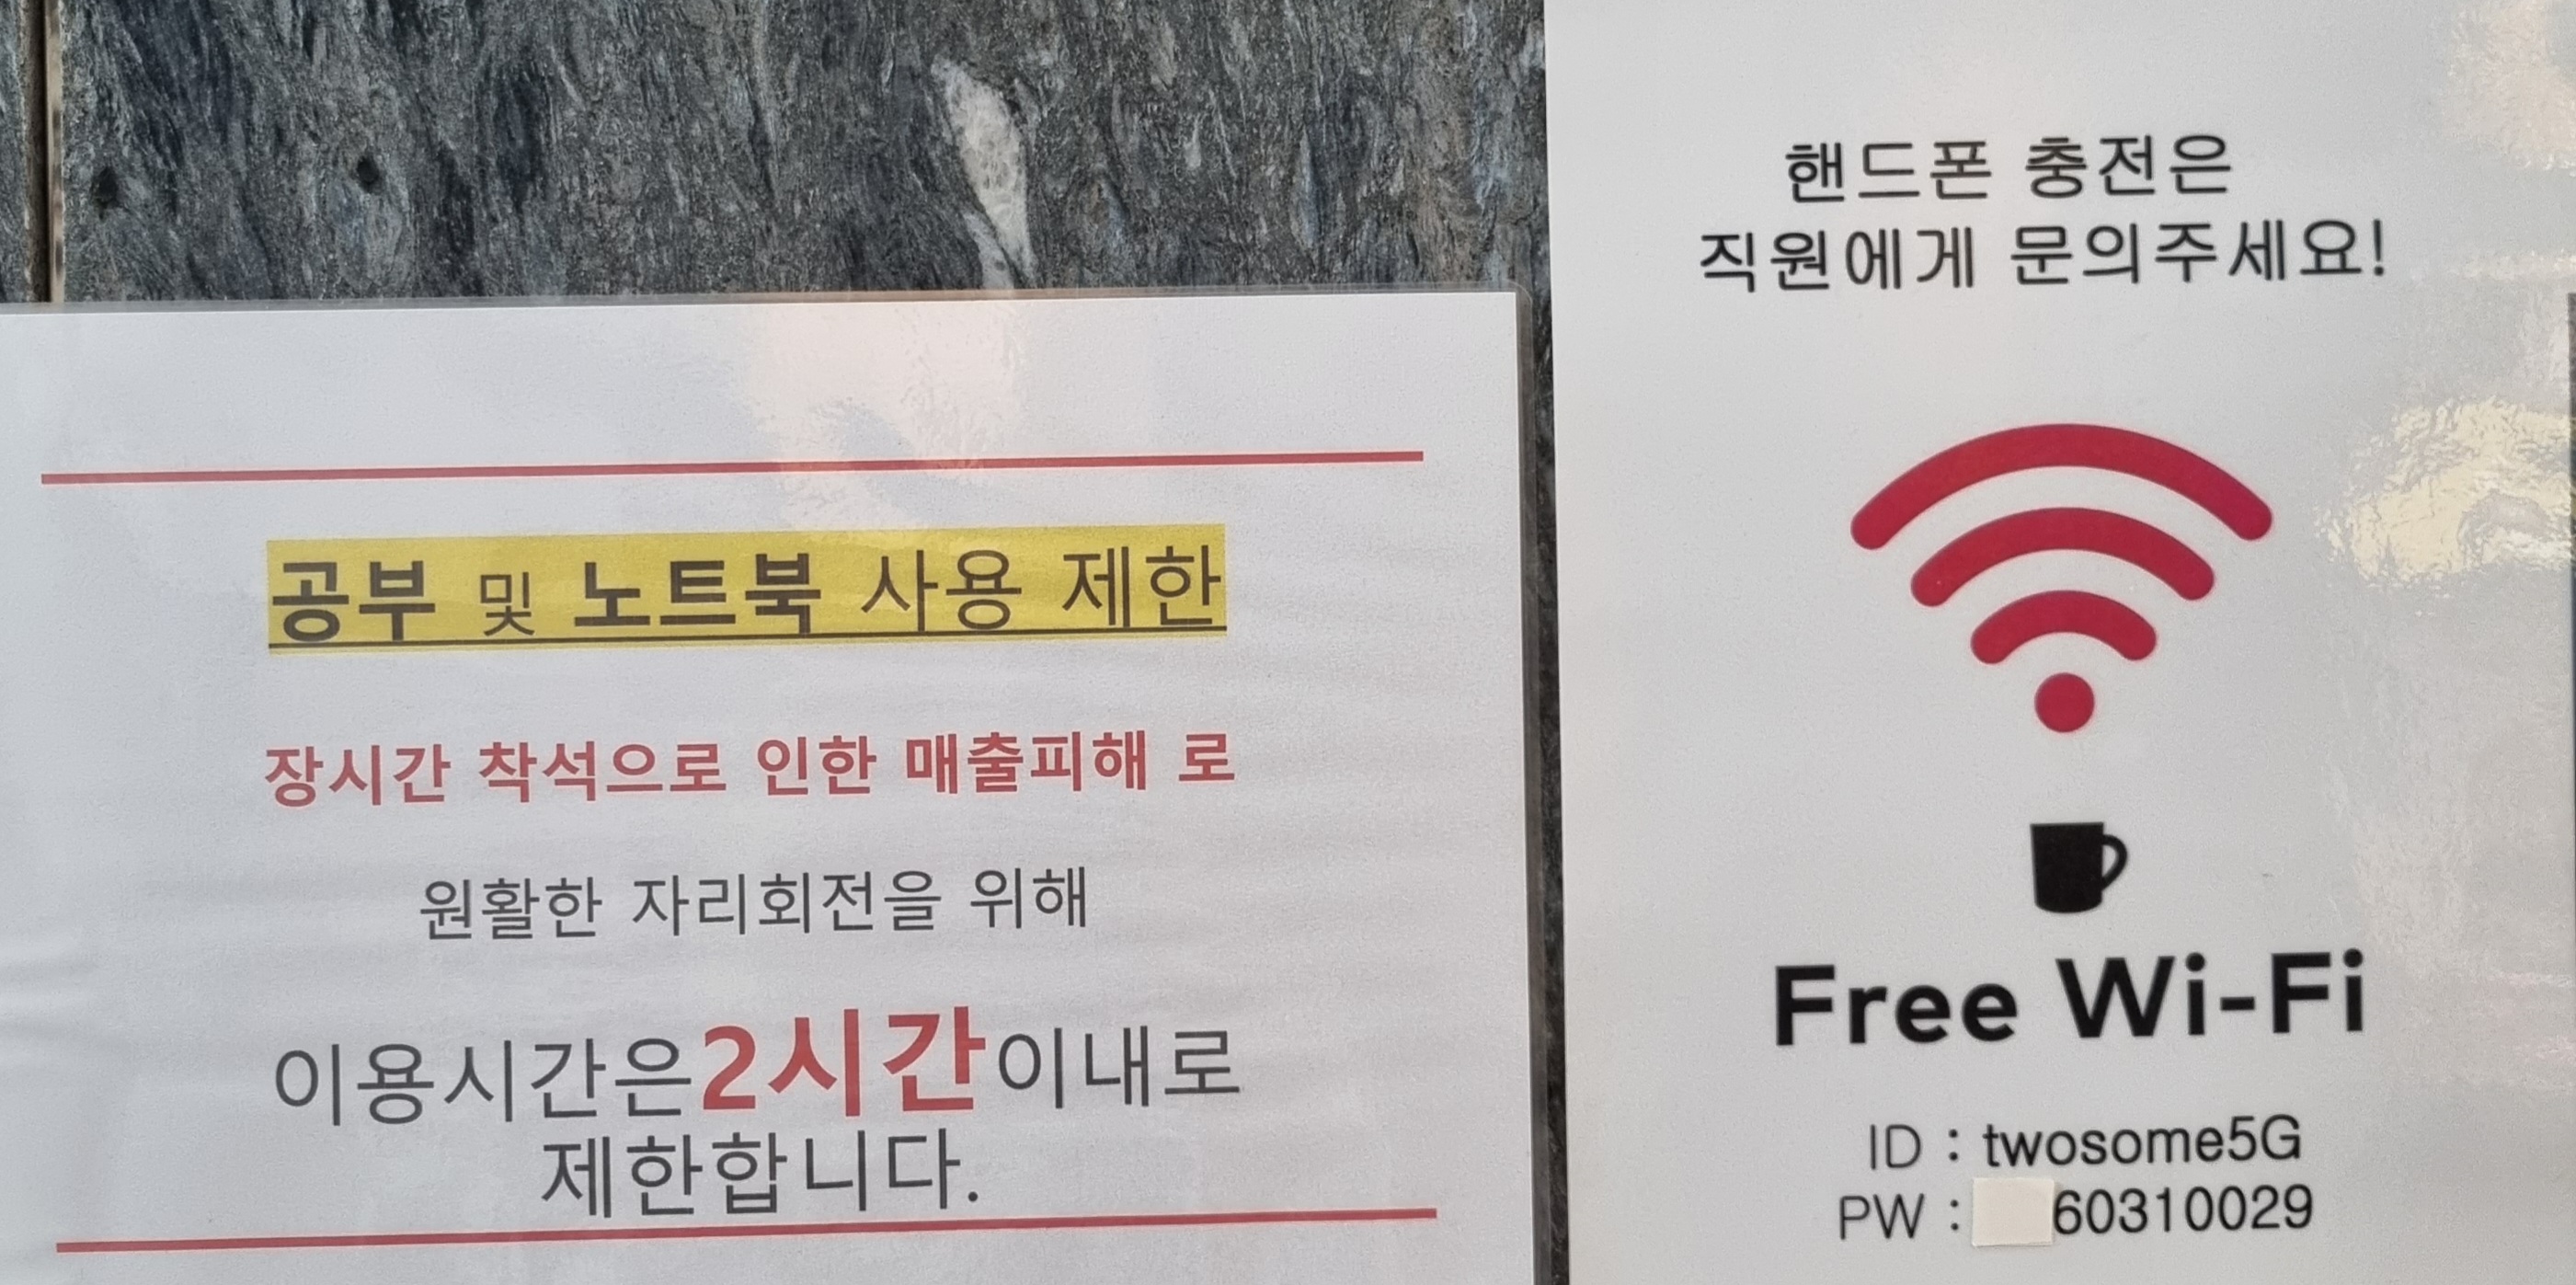 공부 및 노트북 사용 제한
장시간 착석으로 인한 매출피해 로
원활한 자리회전을 위해
이용시간은2시간이내로
제한합니다.
핸드폰 충전은
직원에게 문의주세요!
Free Wi-Fi
ID : twosome5G
PW : 60310029